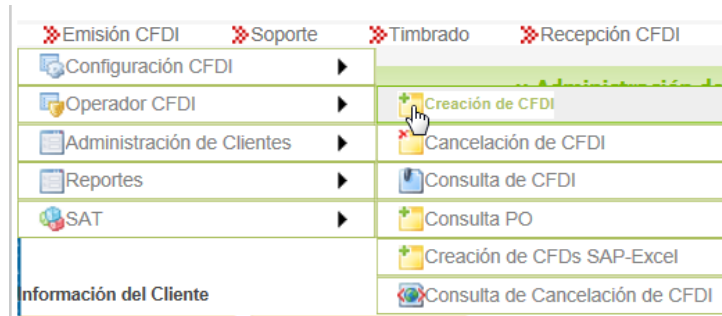 Emisión CFDI Soporte Timbrado Recepción CFDI
Configuración CFDI
Operador CFDI Creación de CFDI
Administración de Clientes Cancelación de CFDI
Reportes Consulta de CFDI
SAT Consulta PO
Creación de CFDs SAP-Excel
Información del Cliente Consulta de Cancelación de CFDI